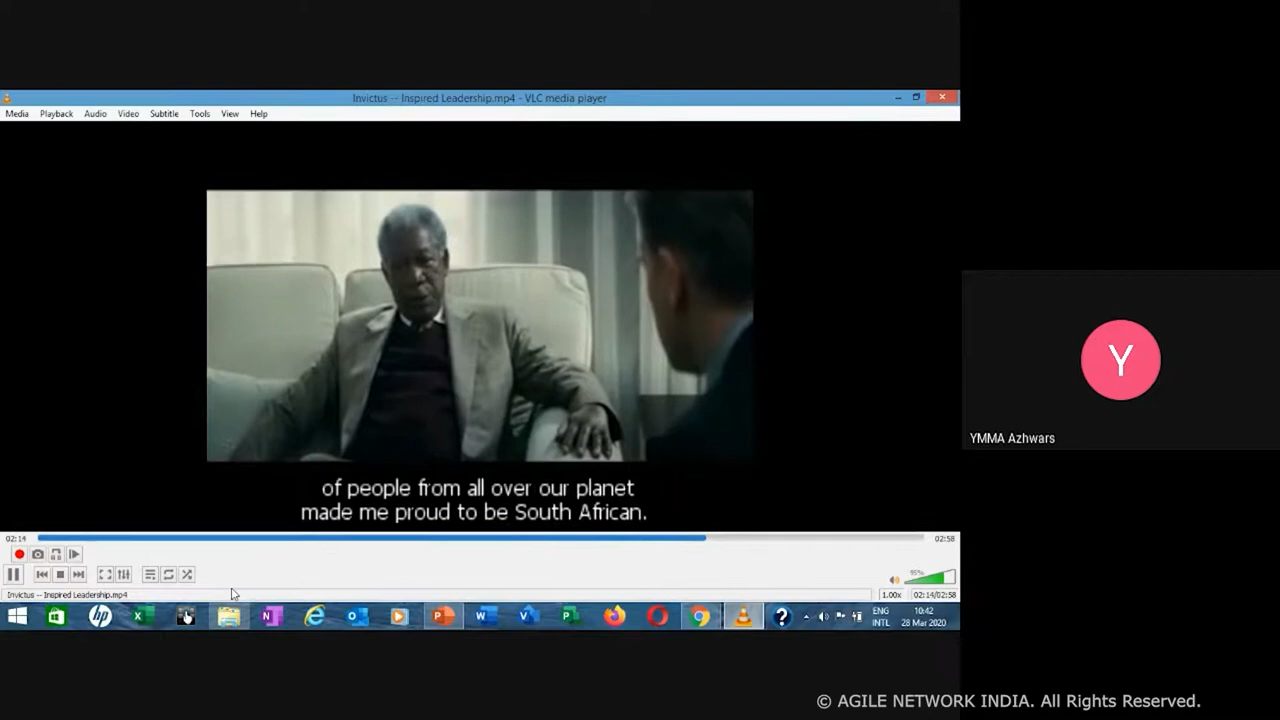 Invictus -- Inspired Leadership.mp4 - VLC media player
Media Playback Audio Video Subtitle Tools View Help
of people from all over our planet
made me proud to be South African.
02:14
02:58
95%
Invictus -- Inspired Leadership.mp4
1.00x
02:14/02:58
ENG
INTL
10:42
28 Mar 2020
Y
YMMA Azhwars
© AGILE NETWORK INDIA. All Rights Reserved.